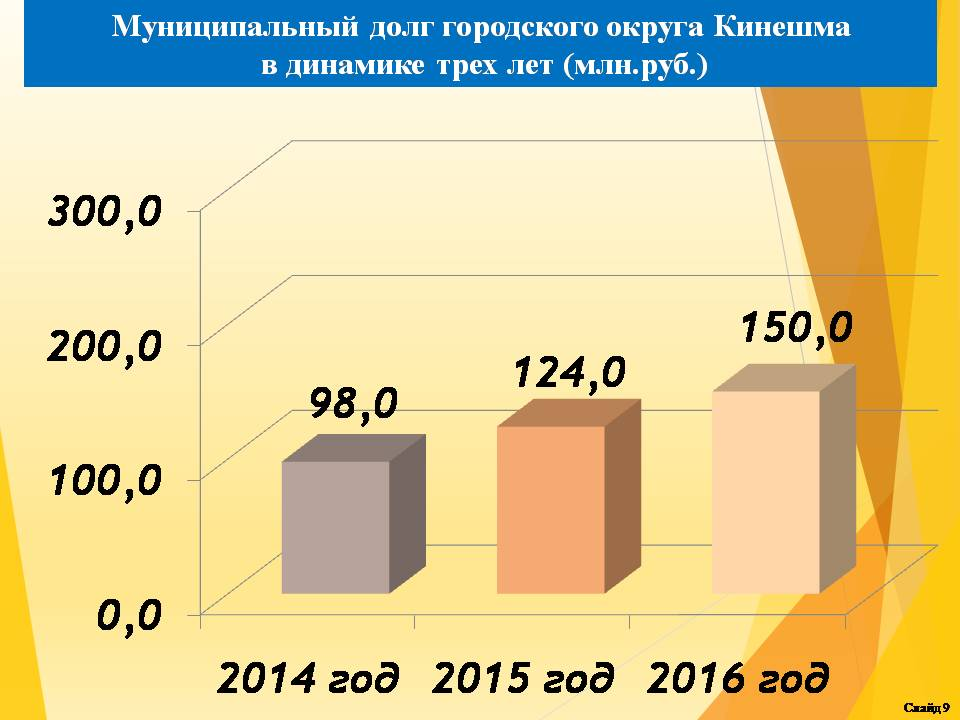 Муниципальный долг городского округа Кинешма
в динамике трех лет (млн.руб.)
300,0
200,0
100,0
0,0
98,0
124,0
150,0
2014 год
2015 год
2016 год
Слайд 9